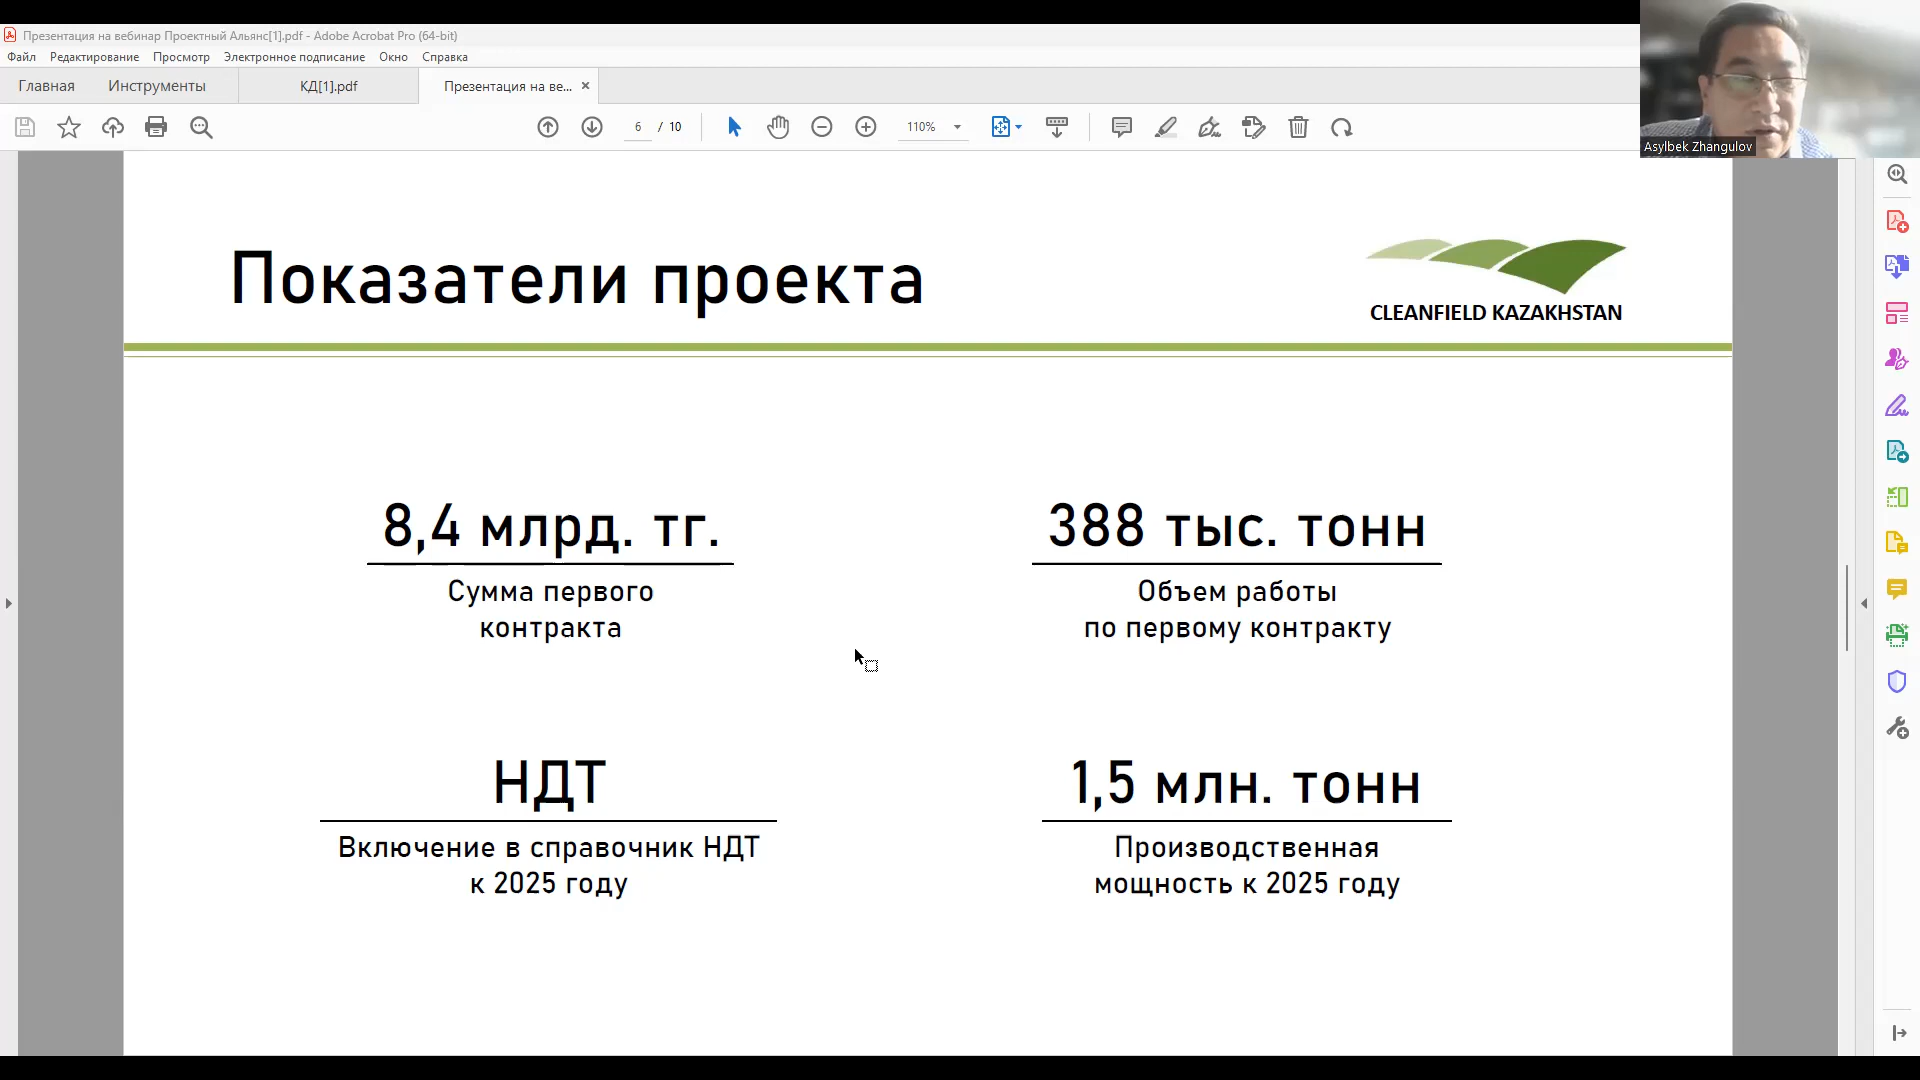 Презентация на вебинар Проектный Альянс[1].pdf - Adobe Acrobat Pro (64-bit)
Файл Редактирование Просмотр Электронное подписание Окно Справка
Главная Инструменты КД[1].pdf Презентация на ве... ×
6 / 10 110%
Asylbek Zhangulov
Показатели проекта
CLEANFIELD KAZAKHSTAN
8,4 млрд. тг.
Сумма первого
контракта
388 тыс. тонн
Объем работы
по первому контракту
НДТ
Включение в справочник НДТ
к 2025 году
1,5 млн. тонн
Производственная
мощность к 2025 году